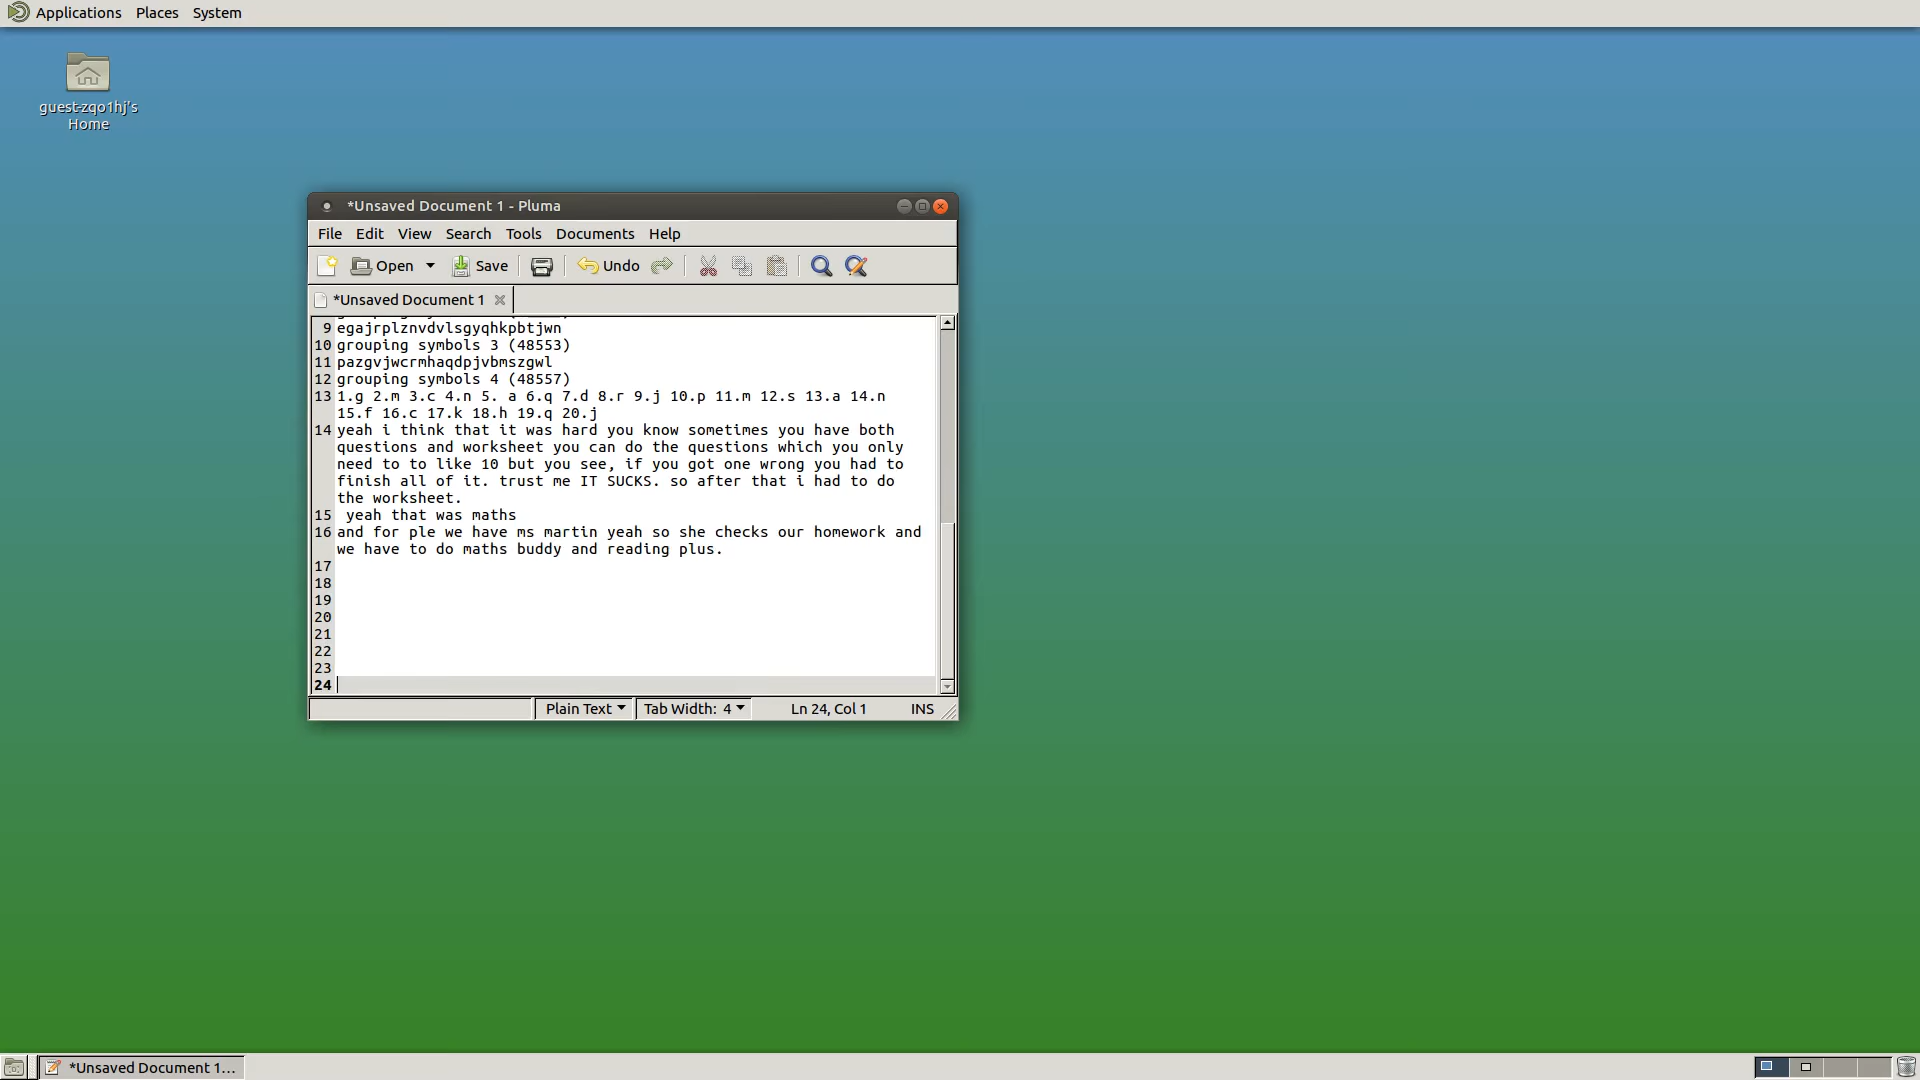 Applications Places System
guest-zqo1hj's
Home
*Unsaved Document 1 - Pluma
File Edit View Search Tools Documents Help
Open Save Undo
*Unsaved Document 1
9 egajrplznvdvlsgyqhkpbtjwn
10 grouping symbols 3 (48553)
11 pazgvjwcrmhaqdpjvbmszgwl
12 grouping symbols 4 (48557)
13 1.g 2.m 3.c 4.n 5. a 6.q 7.d 8.r 9.j 10.p 11.m 12.s 13.a 14.n
15.f 16.c 17.k 18.h 19.q 20.j
14 yeah i think that it was hard you know sometimes you have both
questions and worksheet you can do the questions which you only
need to to like 10 but you see, if you got one wrong you had to
finish all of it. trust me IT SUCKS. so after that i had to do
the worksheet.
15 yeah that was maths
16 and for ple we have ms martin yeah so she checks our homework and
we have to do maths buddy and reading plus.
17
18
19
20
21
22
23
24
Plain Text Tab Width: 4 Ln 24, Col 1 INS
*Unsaved Document 1...